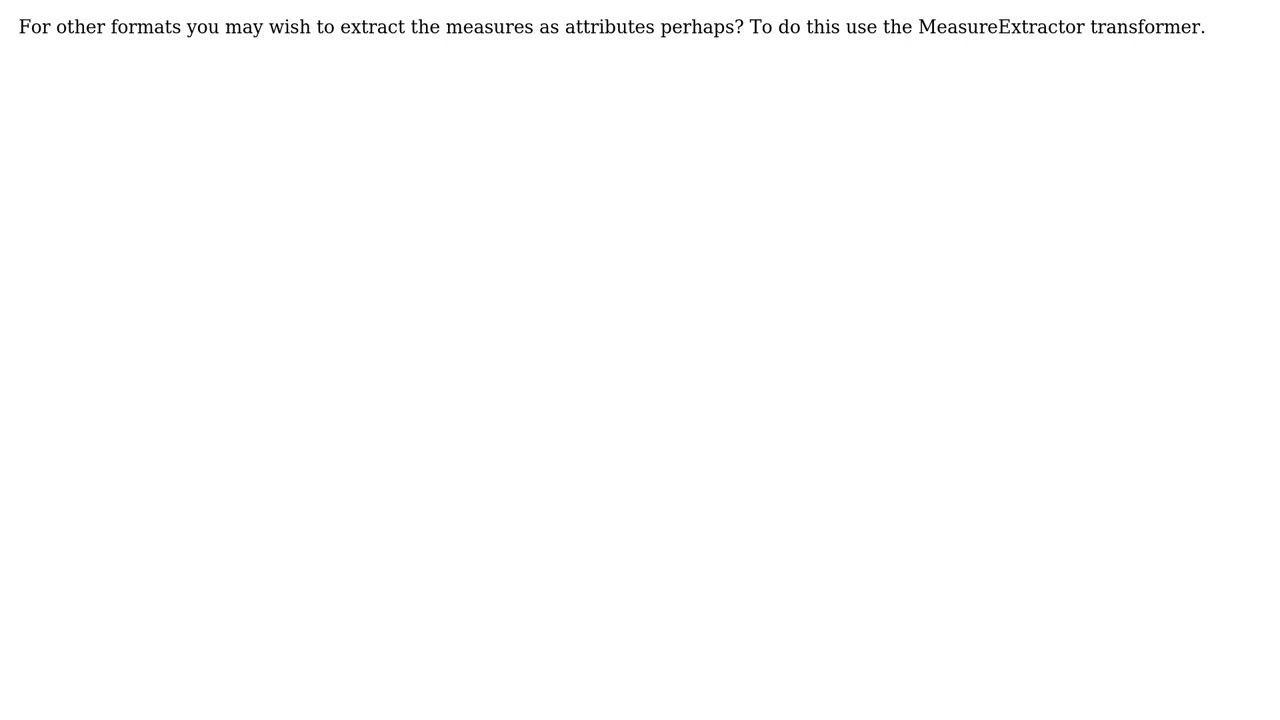 For other formats you may wish to extract the measures as attributes perhaps? To do this use the MeasureExtractor transformer.